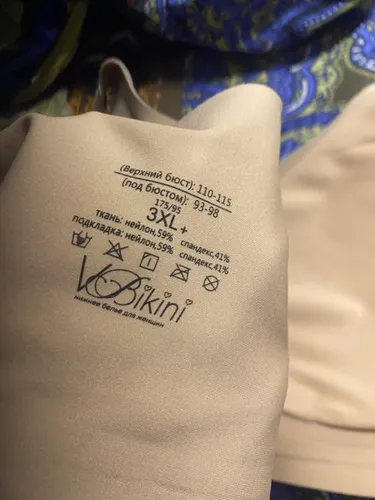 (Верхний бюст): 110-115
(под бюстом): 93-98
175/95
3XL+
ткань: нейлон,59% спандекс,41%
подкладка: нейлон,59% спандекс,41%
VBikini
нижнее белье для женщин